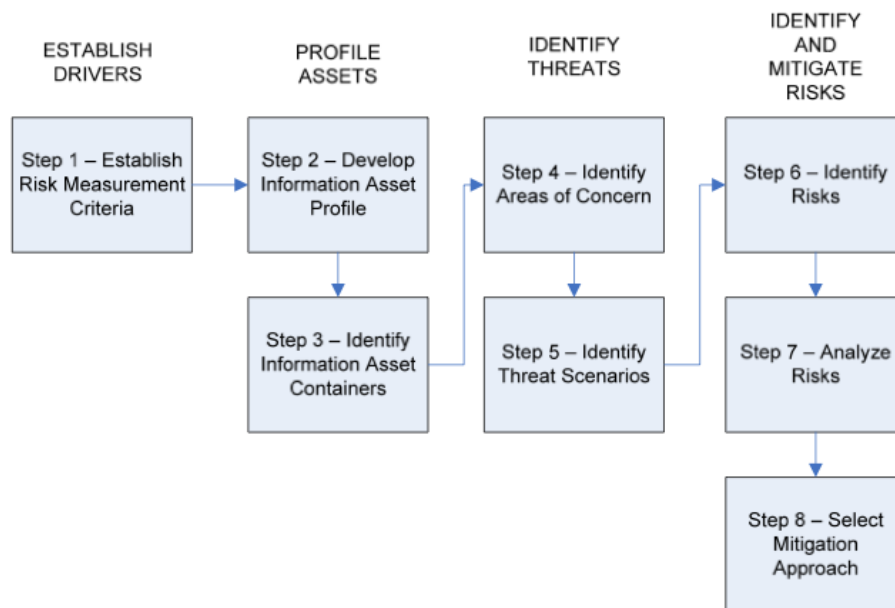 ESTABLISH
DRIVERS
PROFILE
ASSETS
IDENTIFY
THREATS
IDENTIFY
AND
MITIGATE
RISKS
Step 1 – Establish
Risk Measurement
Criteria
Step 2 – Develop
Information Asset
Profile
Step 3 – Identify
Information Asset
Containers
Step 4 – Identify
Areas of Concern
Step 5 – Identify
Threat Scenarios
Step 6 – Identify
Risks
Step 7 – Analyze
Risks
Step 8 – Select
Mitigation
Approach